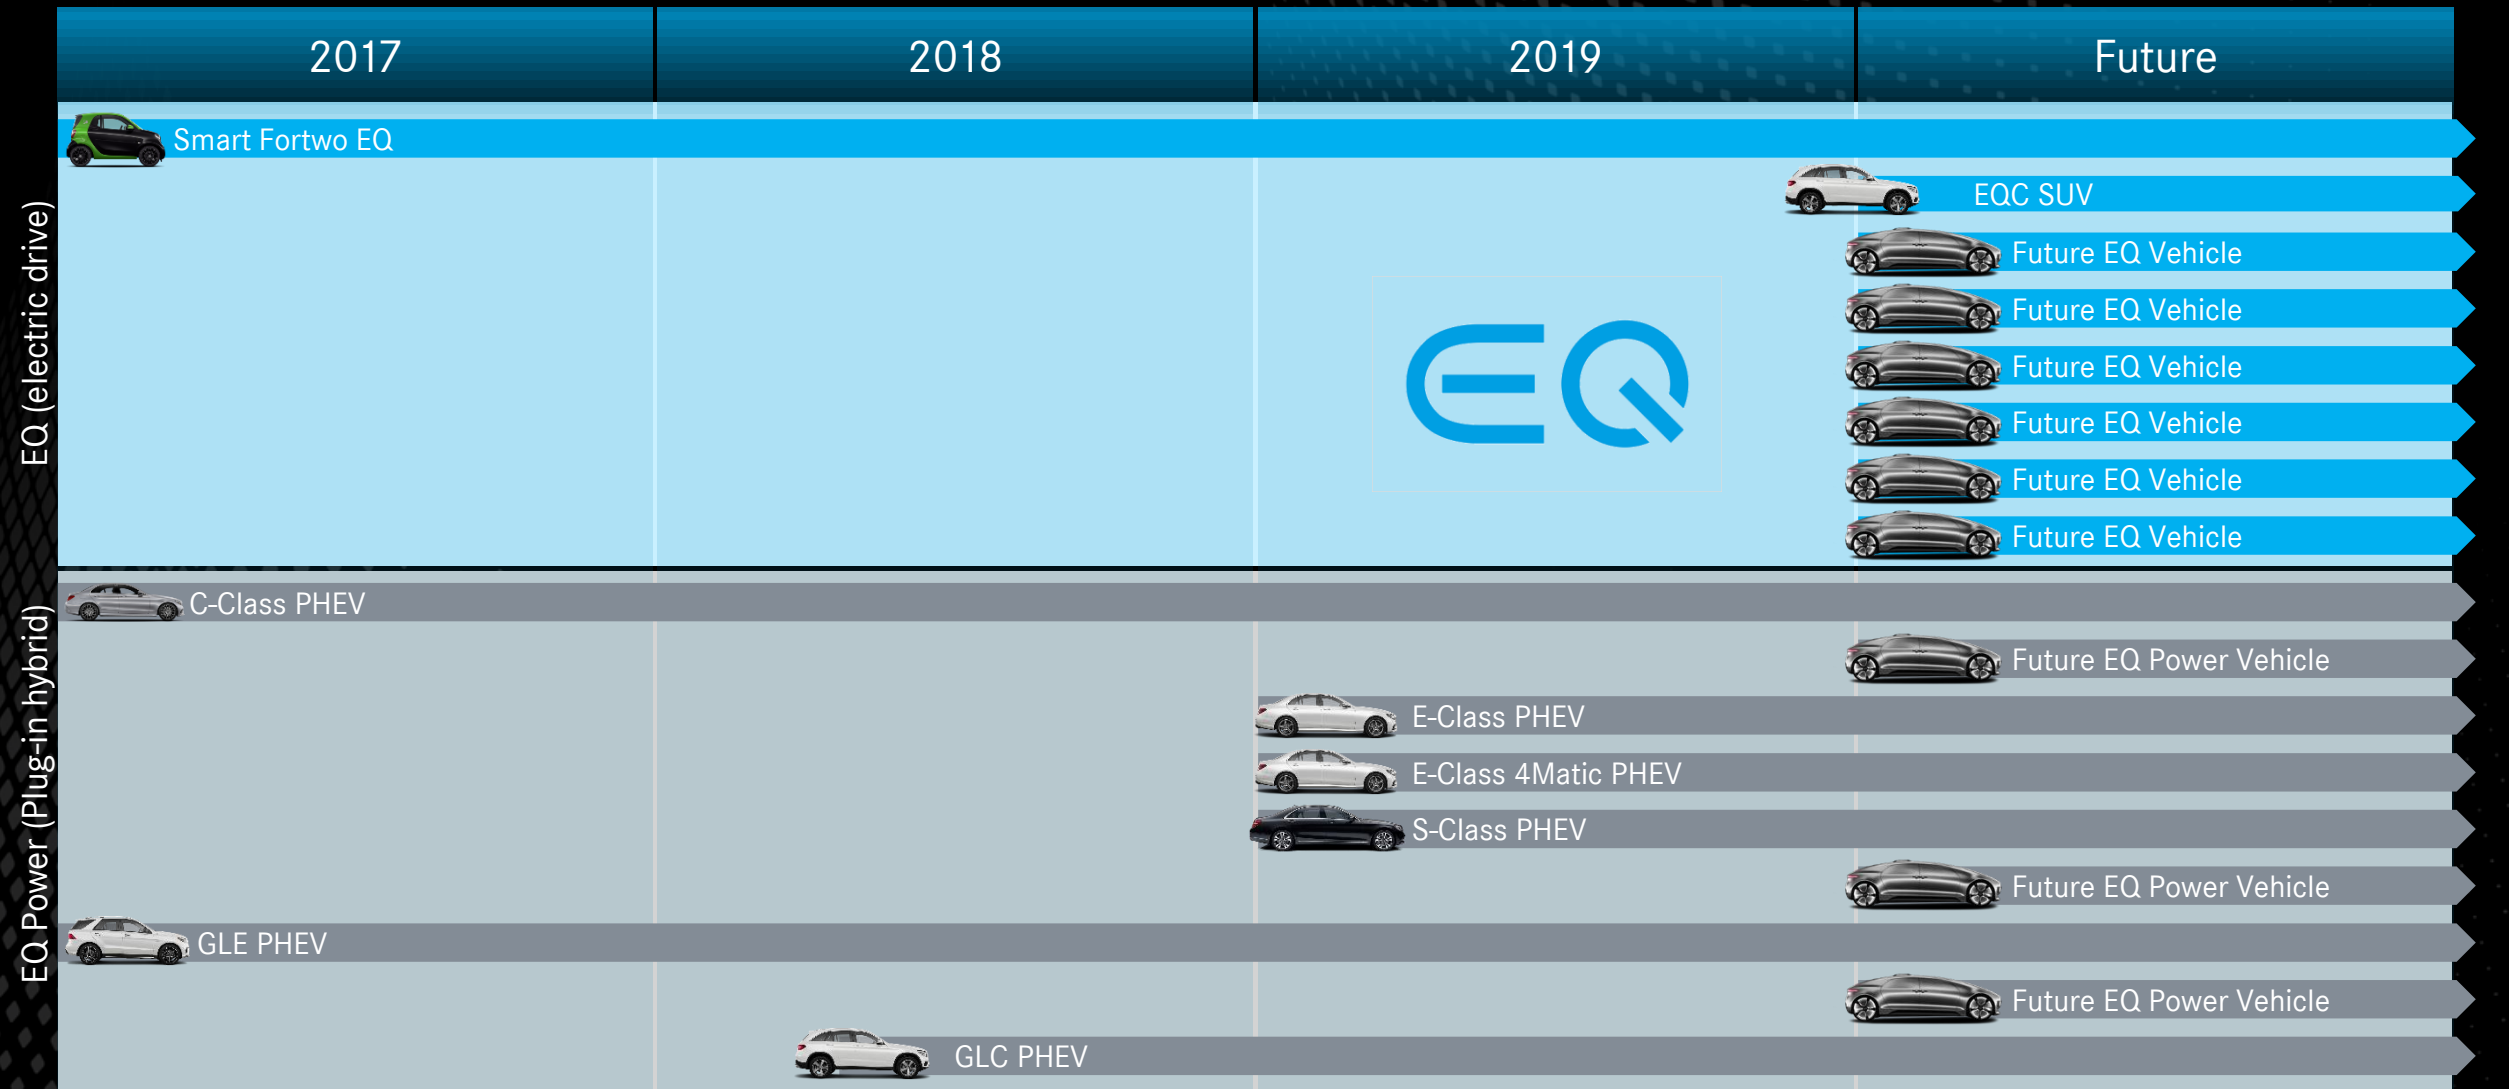 2017
2018
2019
Future
EQ (electric drive)
Smart Fortwo EQ
EQC SUV
Future EQ Vehicle
Future EQ Vehicle
Future EQ Vehicle
Future EQ Vehicle
Future EQ Vehicle
Future EQ Vehicle
EQ
EQ Power (Plug-in hybrid)
C-Class PHEV
Future EQ Power Vehicle
E-Class PHEV
E-Class 4Matic PHEV
S-Class PHEV
Future EQ Power Vehicle
GLE PHEV
Future EQ Power Vehicle
GLC PHEV